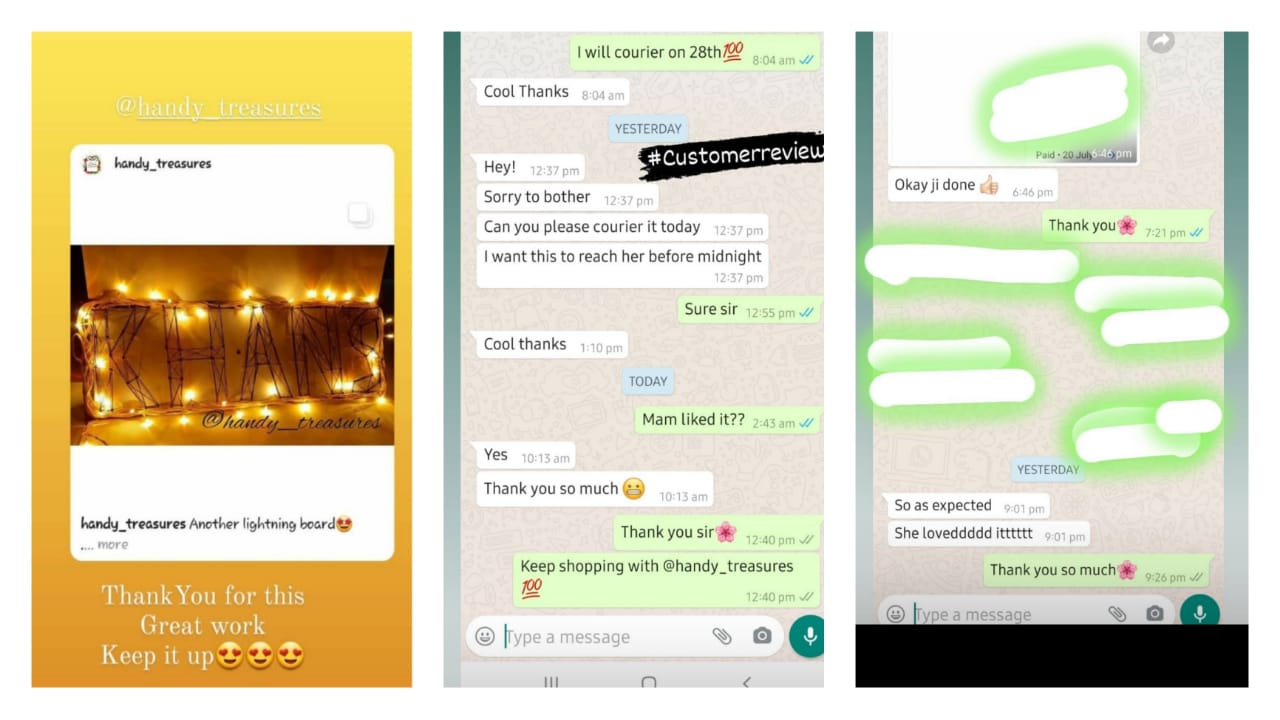 @handy_treasures
handy_treasures
KHANS
@handy__treasures
handy_treasures Another lightning board😍
.... more
ThankYou for this
Great work
Keep it up😍😍😍
I will courier on 28th💯 8:04 am
Cool Thanks 8:04 am
YESTERDAY
#Customerreview
Hey! 12:37 pm
Sorry to bother 12:37 pm
Can you please courier it today 12:37 pm
I want this to reach her before midnight
12:37 pm
Sure sir 12:55 pm
Cool thanks 1:10 pm
TODAY
Mam liked it?? 2:43 am
Yes 10:13 am
Thank you so much😬 10:13 am
Thank you sir🌸 12:40 pm
Keep shopping with @handy_treasures
💯
12:40 pm
Type a message
Paid • 20 July 6:46 pm
Okay ji done👍🏻 6:46 pm
Thank you🌸 7:21 pm
YESTERDAY
So as expected 9:01 pm
She loveddddd itttttt 9:01 pm
Thank you so much🌸 9:26 pm
Type a message